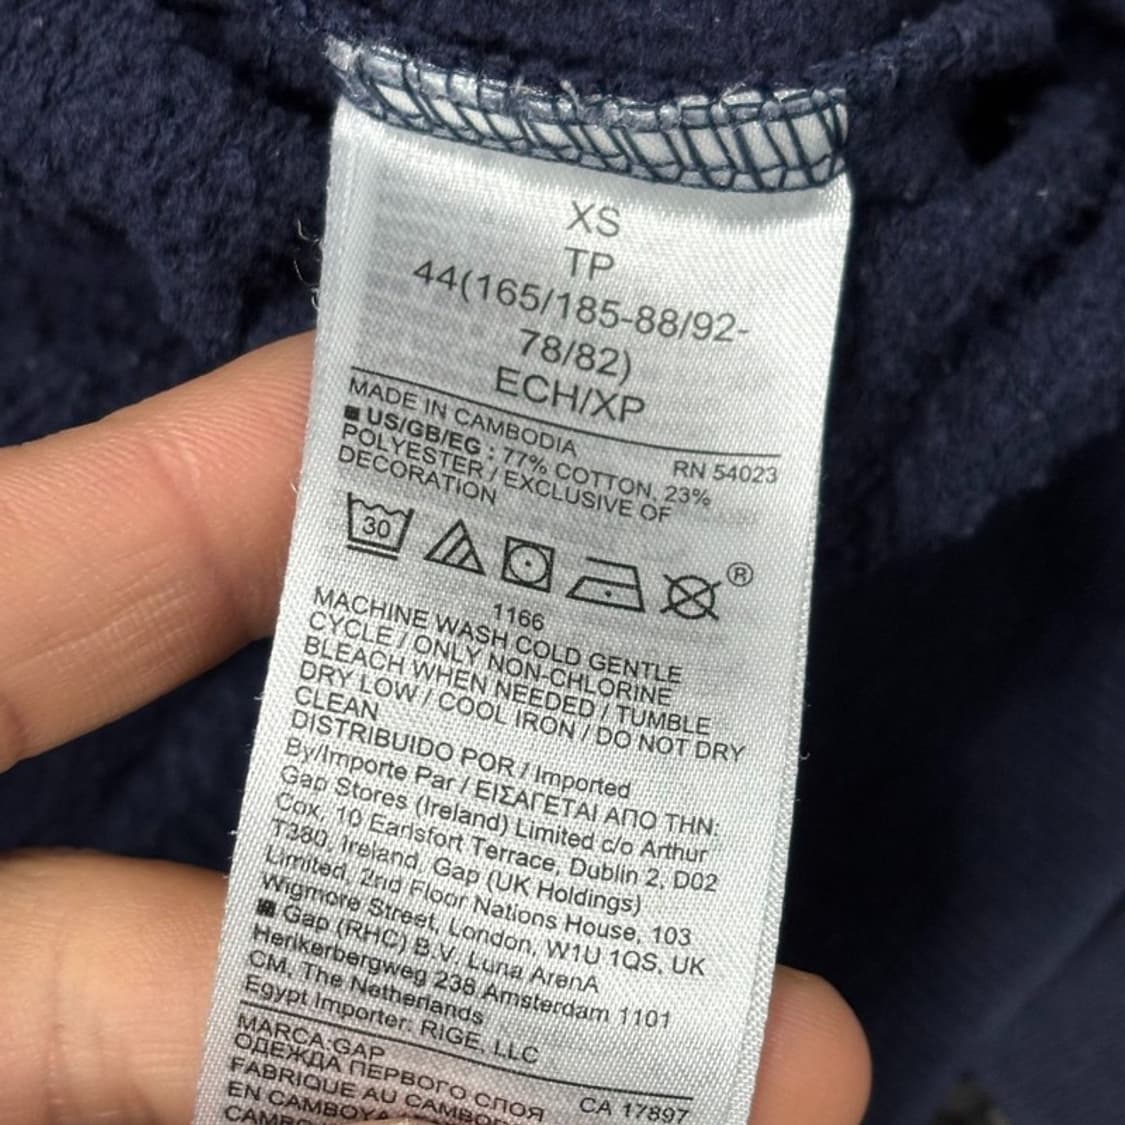 XS
TP
44(165/185-88/92-
78/82)
ECH/XP
MADE IN CAMBODIA
RN 54023
■ US/GB/EG : 77% COTTON, 23%
POLYESTER / EXCLUSIVE OF
DECORATION
30
®
1166
MACHINE WASH COLD GENTLE
CYCLE / ONLY NON-CHLORINE
BLEACH WHEN NEEDED / TUMBLE
DRY LOW / COOL IRON / DO NOT DRY
CLEAN
DISTRIBUIDO POR / Imported
By/Importe Par / ΕΙΣΑΓΕΤΑΙ ΑΠΟ ΤΗΝ:
Gap Stores (Ireland) Limited c/o Arthur
Cox, 10 Earlsfort Terrace, Dublin 2, D02
T380, Ireland, Gap (UK Holdings)
Limited, 2nd Floor Nations House, 103
Wigmore Street, London, W1U 1QS, UK
■ Gap (RHC) B.V. Luna ArenA
Herikerbergweg 238 Amsterdam 1101
CM, The Netherlands
Egypt Importer: RIGE, LLC
MARCA:GAP
CA 17897
ОДЕЖДА ПЕРВОГО СЛОЯ
FABRIQUE AU CAMBODGE
EN CAMBOYA